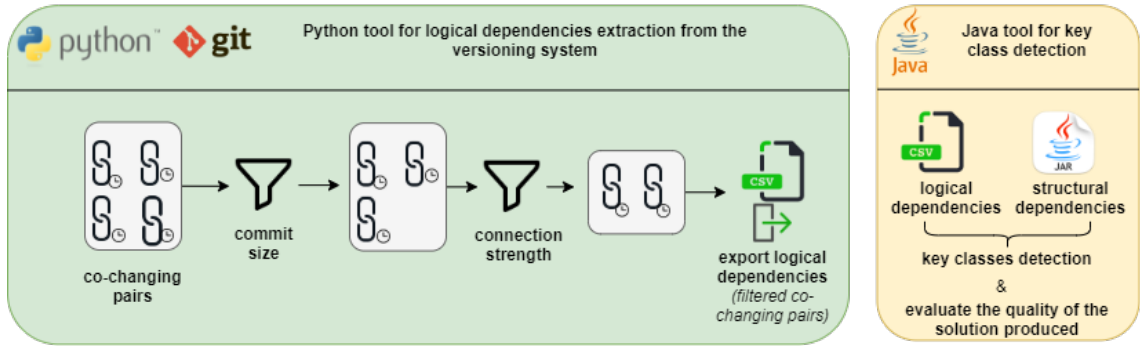 python™
git
Python tool for logical dependencies extraction from the
versioning system
co-changing
pairs
commit
size
connection
strength
CSV
export logical
dependencies
(filtered co-
changing pairs)
Java
Java tool for key
class detection
CSV
JAR
logical
dependencies
structural
dependencies
key classes detection
&
evaluate the quality of the
solution produced